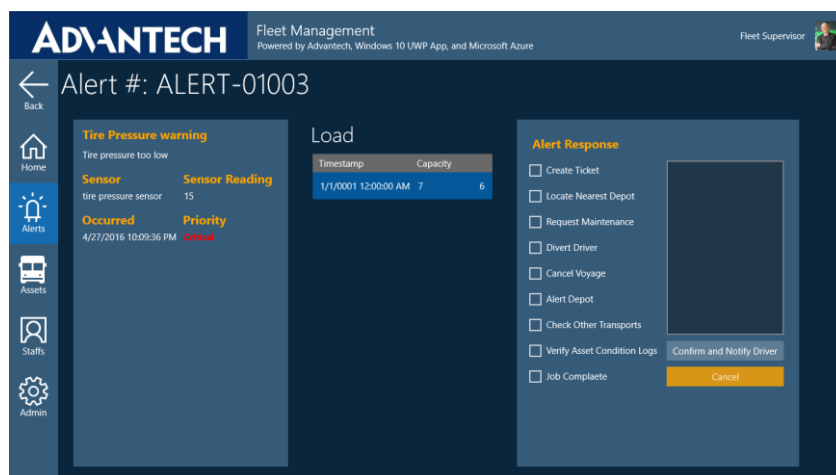 ADVANTECH
Fleet Management
Powered by Advantech, Windows 10 UWP App, and Microsoft Azure
Fleet Supervisor
Back
Alert #: ALERT-01003
Home
Alerts
Assets
Staffs
Admin
Tire Pressure warning
Tire pressure too low
Sensor Sensor Reading
tire pressure sensor 15
Occurred Priority
4/27/2016 10:09:36 PM Critical
Load
Timestamp Capacity
1/1/0001 12:00:00 AM 7 6
Alert Response
Create Ticket
Locate Nearest Depot
Request Maintenance
Divert Driver
Cancel Voyage
Alert Depot
Check Other Transports
Verify Asset Condition Logs
Job Complaete
Confirm and Notify Driver
Cancel